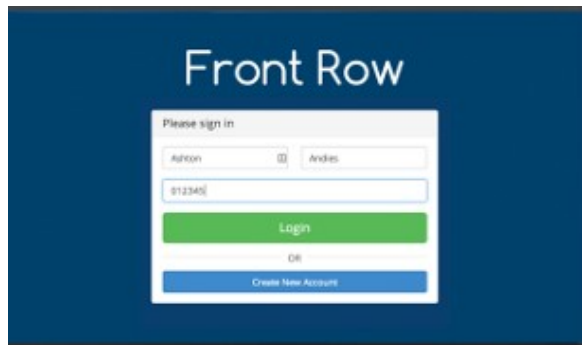 Front Row
Please sign in
Ashton Andies
012345
Login
OR
Create New Account